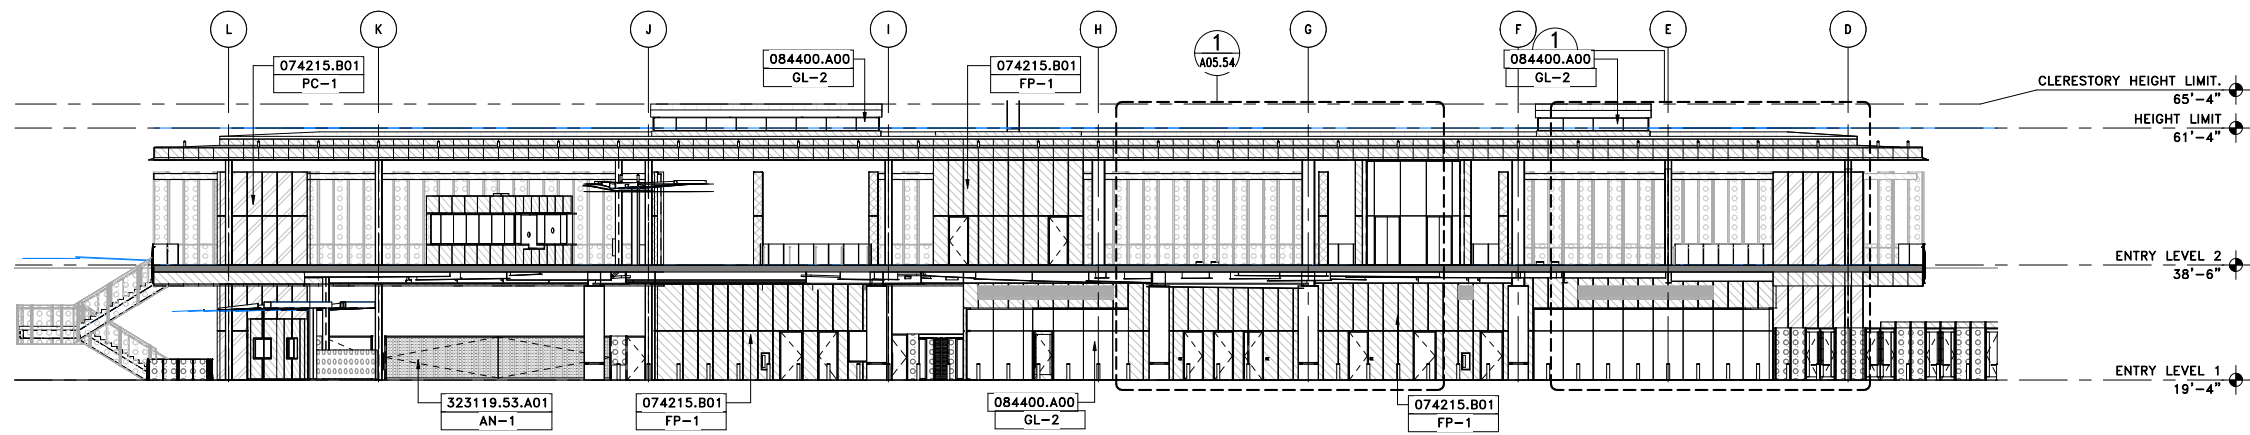 L
K
J
I
H
G
F
E
D
1
A05.54
1
074215.B01
PC-1
084400.A00
GL-2
074215.B01
FP-1
084400.A00
GL-2
CLERESTORY HEIGHT LIMIT.
65'-4"
HEIGHT LIMIT
61'-4"
ENTRY LEVEL 2
38'-6"
ENTRY LEVEL 1
19'-4"
323119.53.A01
AN-1
074215.B01
FP-1
084400.A00
GL-2
074215.B01
FP-1